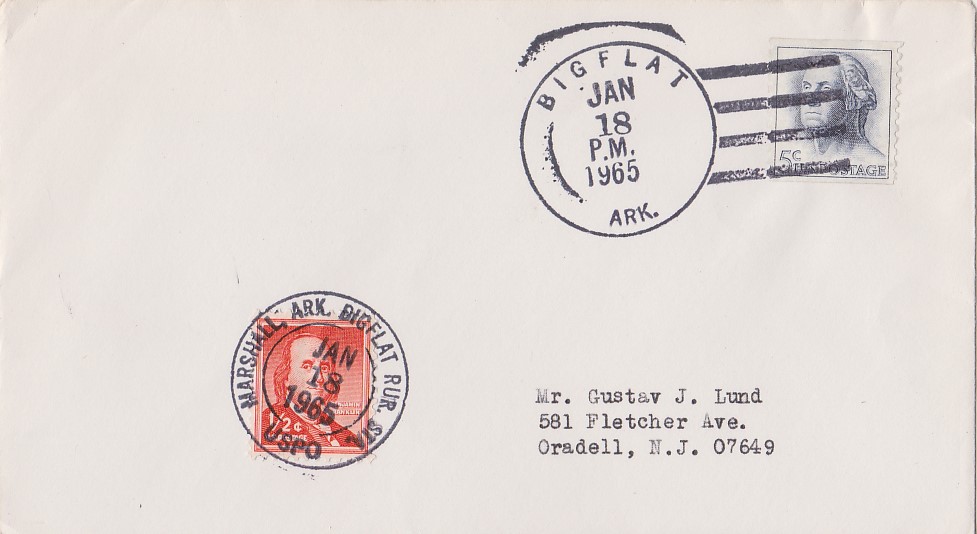 BIGFLAT
JAN
18
P.M.
1965
ARK.
5¢
U.S. POSTAGE
MARSHALL, ARK. BIGFLAT RUR. STA.
JAN
18
1965
USPO
BENJAMIN
FRANKLIN
1/2¢
Mr. Gustav J. Lund
581 Fletcher Ave.
Oradell, N.J. 07649